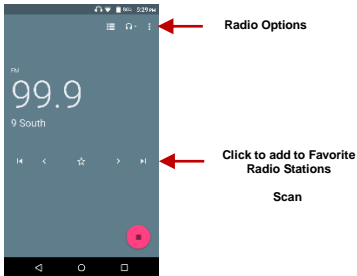 5:29 PM
Radio Options
FM
99.9
9 South
Click to add to Favorite
Radio Stations
Scan